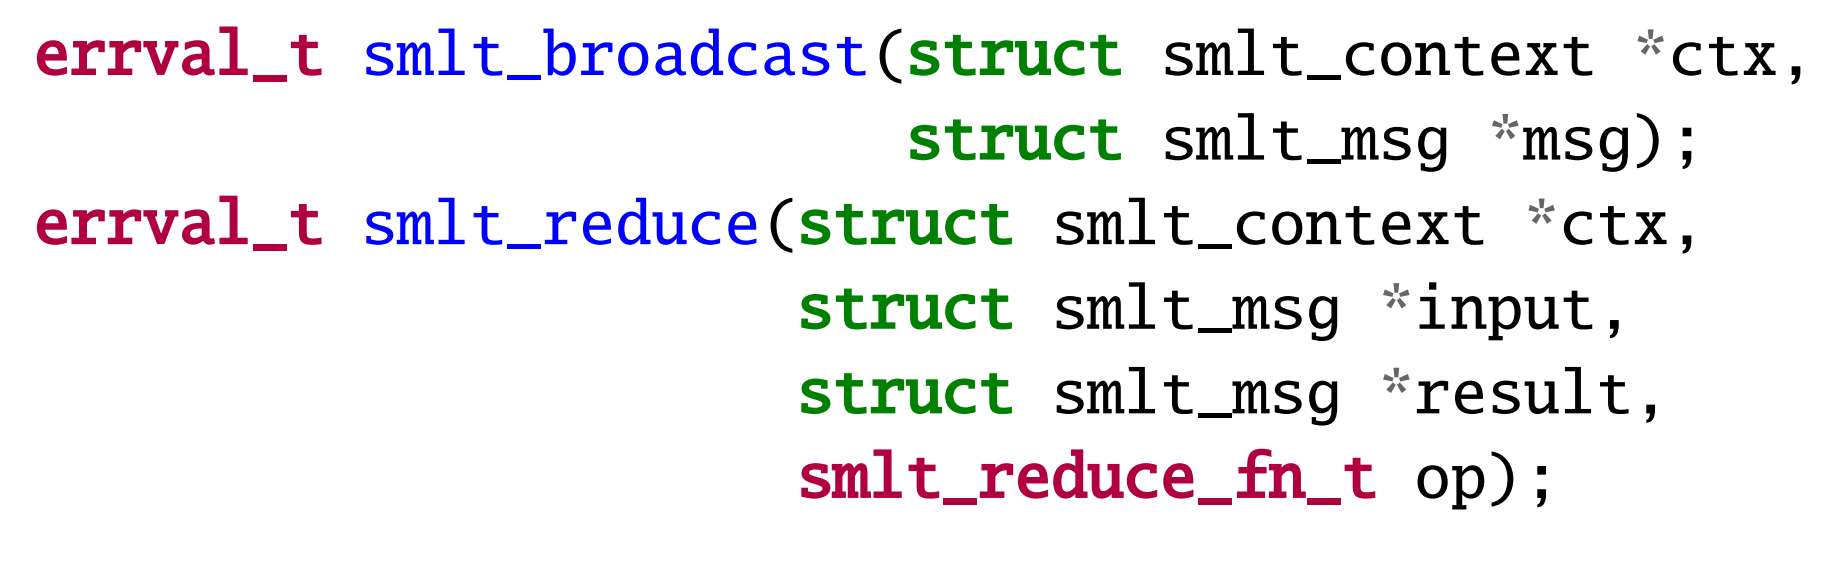 errval_t smlt_broadcast(struct smlt_context *ctx,
                        struct smlt_msg *msg);
errval_t smlt_reduce(struct smlt_context *ctx,
                     struct smlt_msg *input,
                     struct smlt_msg *result,
                     smlt_reduce_fn_t op);